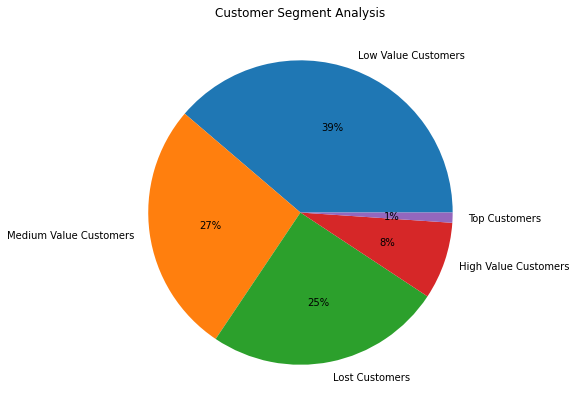 Customer Segment Analysis
Low Value Customers
39%
Medium Value Customers
27%
1%
Top Customers
8%
High Value Customers
25%
Lost Customers